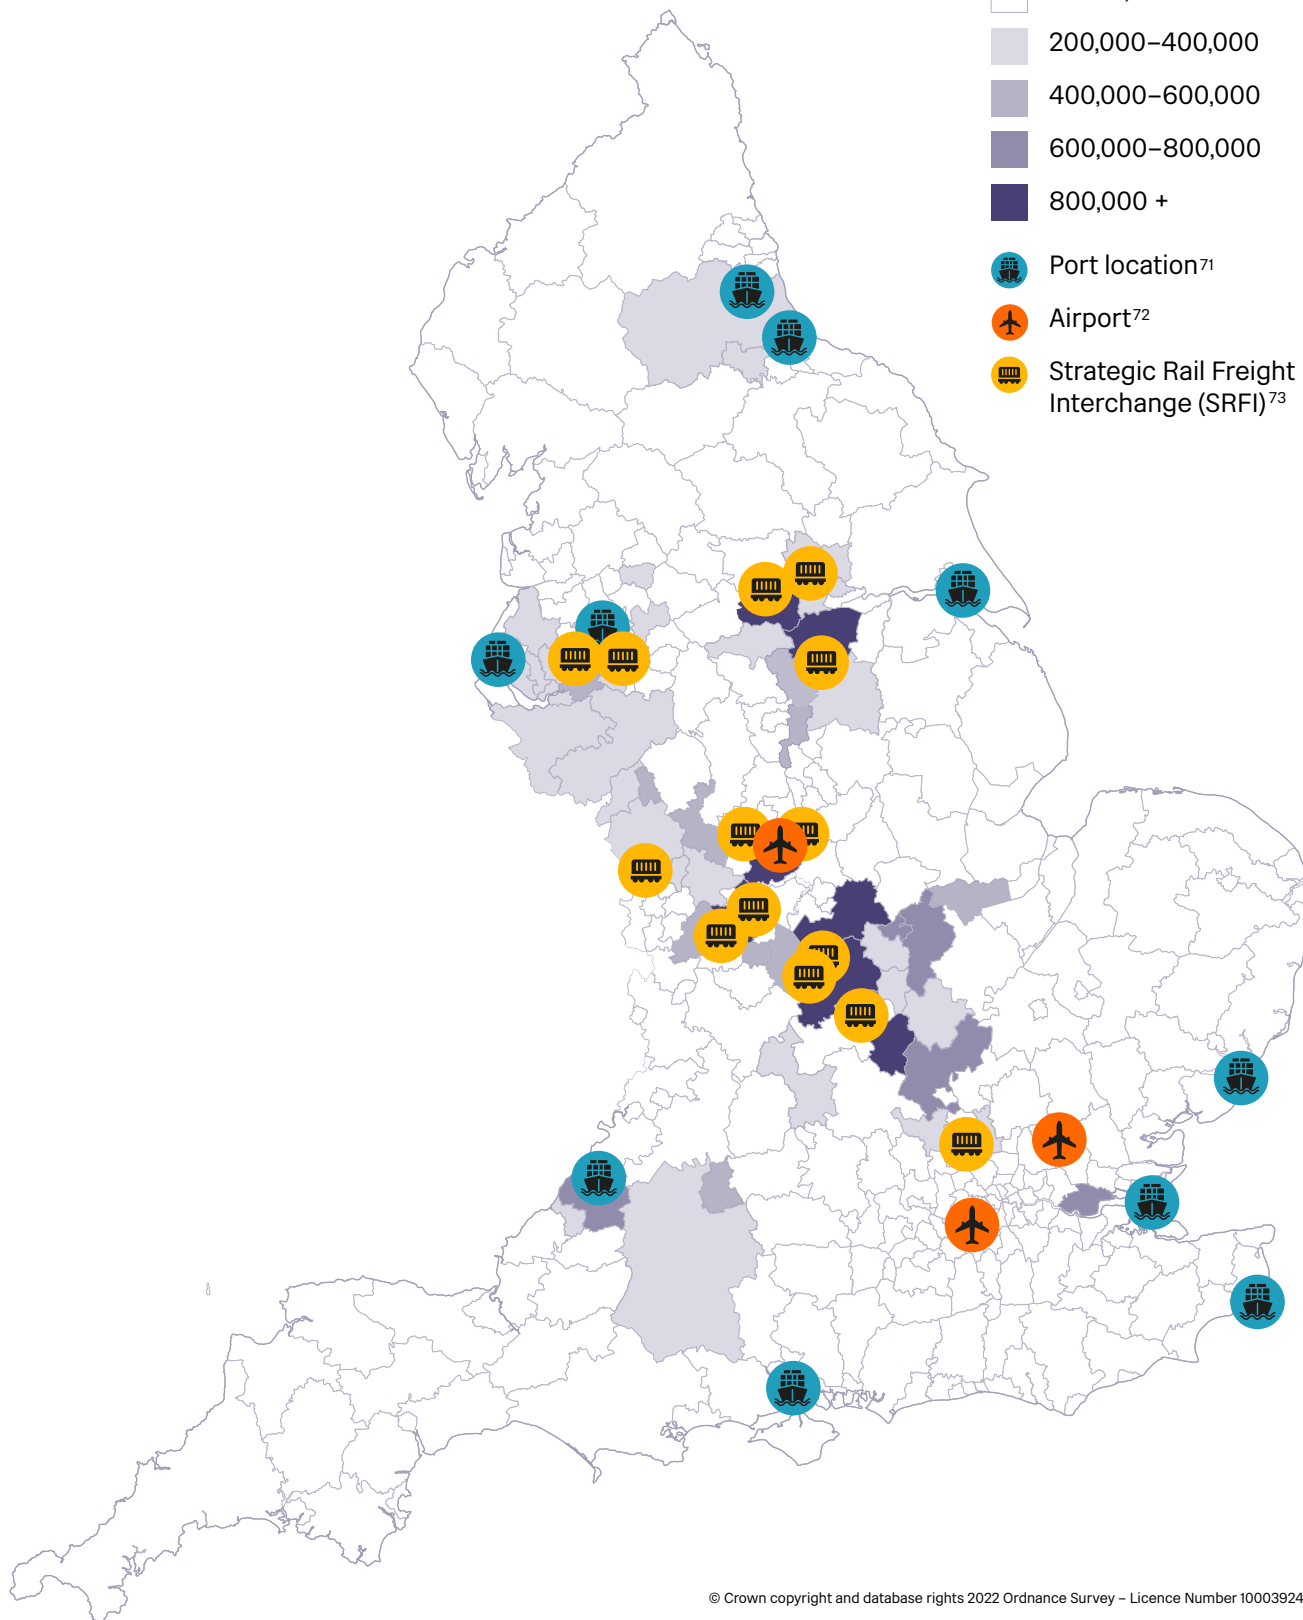 200,000–400,000
400,000–600,000
600,000–800,000
800,000 +
Port location71
Airport72
Strategic Rail Freight
Interchange (SRFI)73
© Crown copyright and database rights 2022 Ordnance Survey – Licence Number 10003924